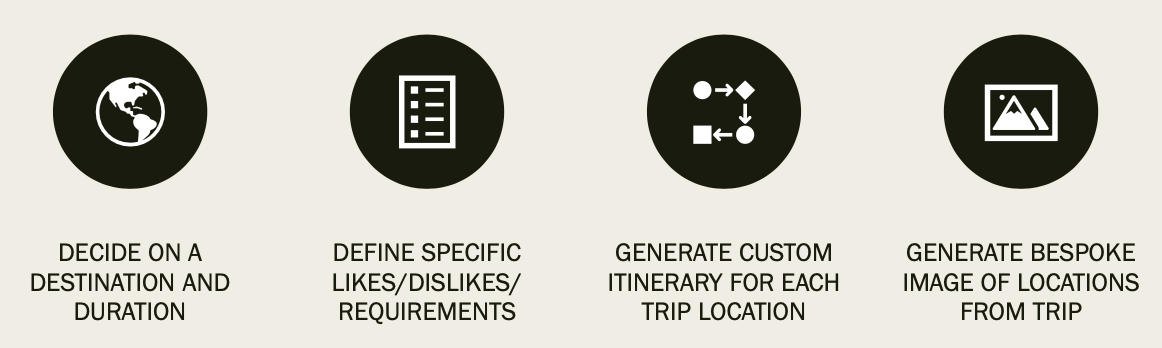 DECIDE ON A
DESTINATION AND
DURATION
DEFINE SPECIFIC
LIKES/DISLIKES/
REQUIREMENTS
GENERATE CUSTOM
ITINERARY FOR EACH
TRIP LOCATION
GENERATE BESPOKE
IMAGE OF LOCATIONS
FROM TRIP